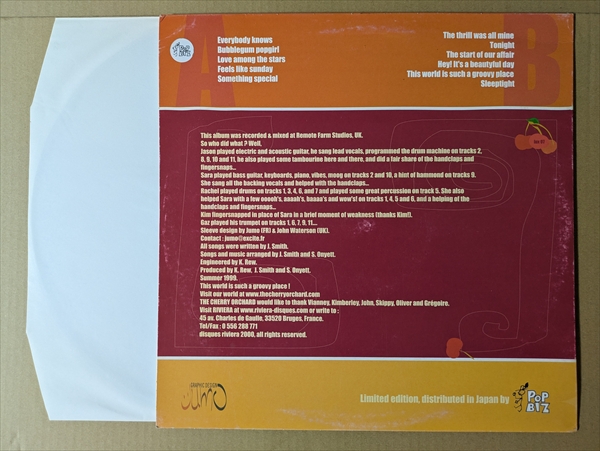 A
Everybody knows
Bubblegum popgirl
Love among the stars
Feels like sunday
Something special
B
The thrill was all mine
Tonight
The start of our affair
Hey! It's a beautyful day
This world is such a groovy place
Sleeptight
This album was recorded & mixed at Remote Farm Studios, UK.
So who did what ? Well,
Jason played electric and acoustic guitar, he sang lead vocals, programmed the drum machine on tracks 2,
8, 9, 10 and 11, he also played some tambourine here and there, and did a fair share of the handclaps and
fingersnaps...
Sara played bass guitar, keyboards, piano, vibes, moog on tracks 2 and 10, a hint of hammond on tracks 9.
She sang all the backing vocals and helped with the handclaps...
Rachel played drums on tracks 1, 3, 4, 6, and 7 and played some great percussion on track 5. She also
helped Sara with a few ooooh's, aaaah's, baaaa's and wow's! on tracks 1, 4, 5 and 6, and a helping of the
handclaps and fingersnaps...
Kim fingersnapped in place of Sara in a brief moment of weakness (thanks Kim!).
Gaz played his trumpet on tracks 1, 6, 7, 9, 11....
Sleeve design by Jumo (FR) & John Waterson (UK).
Contact : jumo@excite.fr
All songs were written by J. Smith.
Songs and music arranged by J. Smith and S. Onyett.
Engineered by K. Rew.
Produced by K. Rew, J. Smith and S. Onyett.
Summer 1999.
This world is such a groovy place !
Visit our world at www.thecherryorchard.com
THE CHERRY ORCHARD would like to thank Vianney, Kimberley, John, Skippy, Oliver and Grégoire.
Visit RIVIERA at www.riviera-disques.com or write to :
45 av. Charles de Gaulle, 33520 Bruges, France.
Tel/Fax : 0 556 288 771
disques riviera 2000, all rights reserved.
GRAPHIC DESIGN
Jumo
Limited edition, distributed in Japan by
POP
BIZ